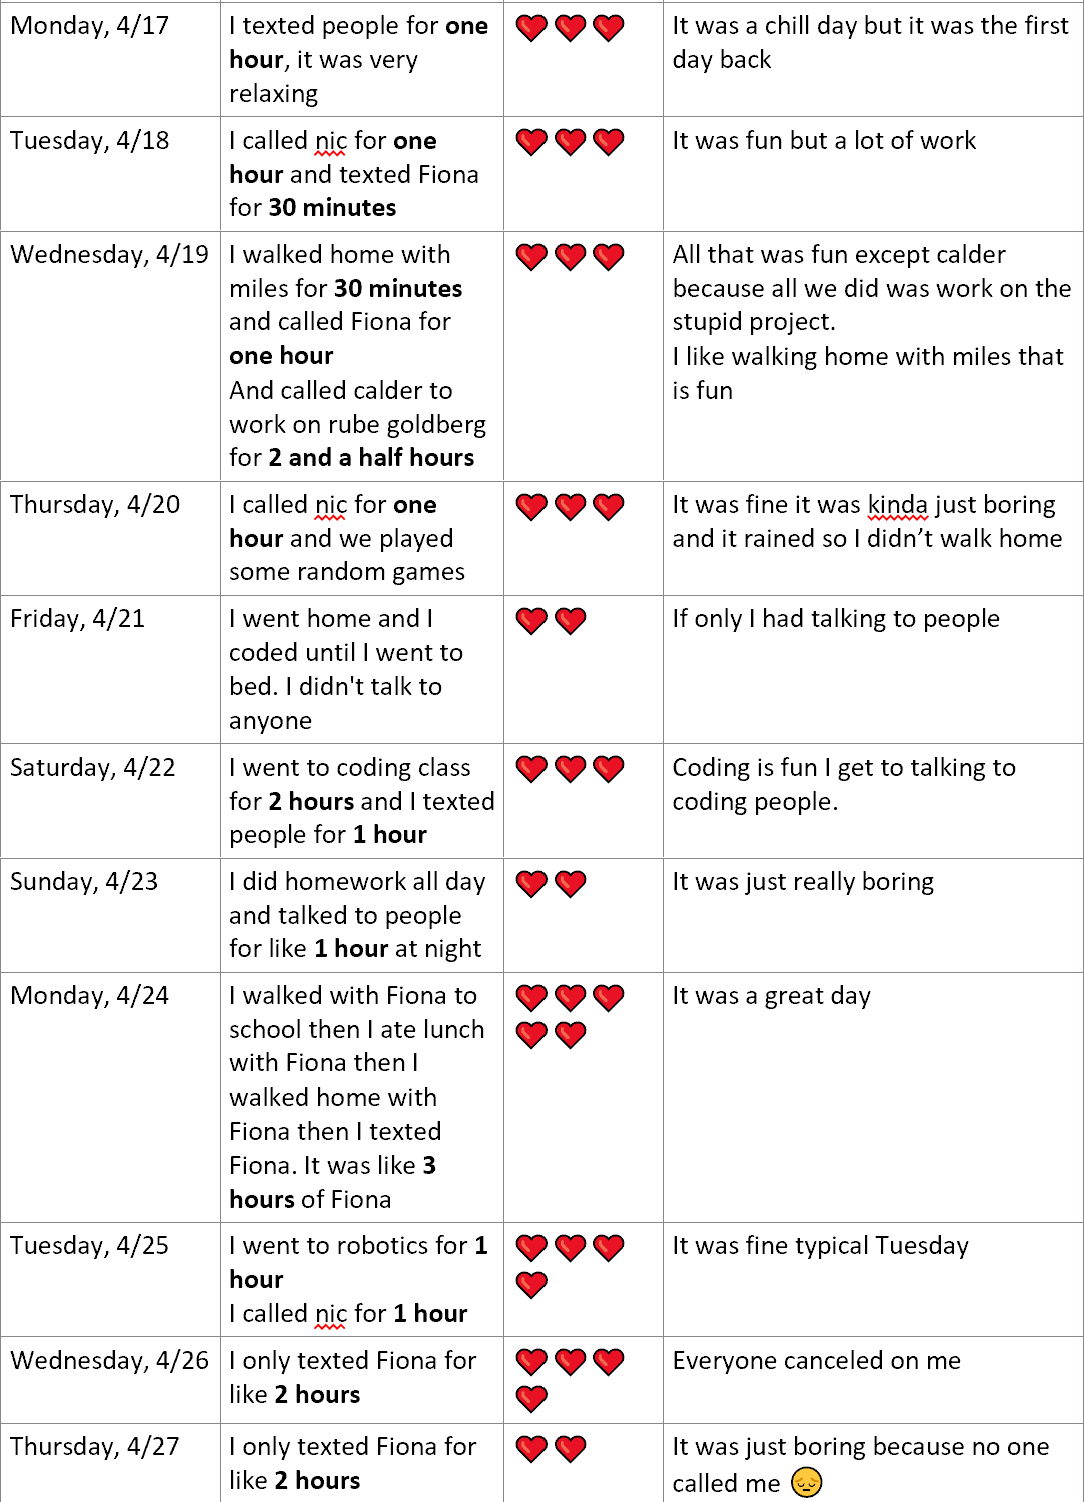 Monday, 4/17
I texted people for one
hour, it was very
relaxing
It was a chill day but it was the first
day back
Tuesday, 4/18
I called nic for one
hour and texted Fiona
for 30 minutes
It was fun but a lot of work
Wednesday, 4/19
I walked home with
miles for 30 minutes
and called Fiona for
one hour
And called calder to
work on rube goldberg
for 2 and a half hours
All that was fun except calder
because all we did was work on the
stupid project.
I like walking home with miles that
is fun
Thursday, 4/20
I called nic for one
hour and we played
some random games
It was fine it was kinda just boring
and it rained so I didn’t walk home
Friday, 4/21
I went home and I
coded until I went to
bed. I didn't talk to
anyone
If only I had talking to people
Saturday, 4/22
I went to coding class
for 2 hours and I texted
people for 1 hour
Coding is fun I get to talking to
coding people.
Sunday, 4/23
I did homework all day
and talked to people
for like 1 hour at night
It was just really boring
Monday, 4/24
I walked with Fiona to
school then I ate lunch
with Fiona then I
walked home with
Fiona then I texted
Fiona. It was like 3
hours of Fiona
It was a great day
Tuesday, 4/25
I went to robotics for 1
hour
I called nic for 1 hour
It was fine typical Tuesday
Wednesday, 4/26
I only texted Fiona for
like 2 hours
Everyone canceled on me
Thursday, 4/27
I only texted Fiona for
like 2 hours
It was just boring because no one
called me